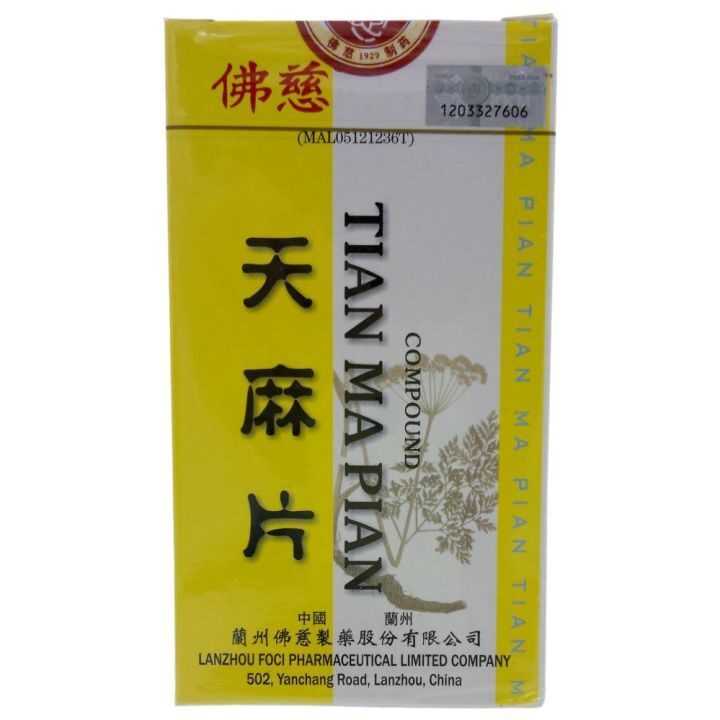 佛慈 1929 制药
佛慈
1203327606
(MAL05121236T)
天麻片
COMPOUND
TIAN MA PIAN
TIAN MA PIAN TIAN MA PIAN TIAN M
中國 蘭州
蘭州佛慈製藥股份有限公司
LANZHOU FOCI PHARMACEUTICAL LIMITED COMPANY
502, Yanchang Road, Lanzhou, China